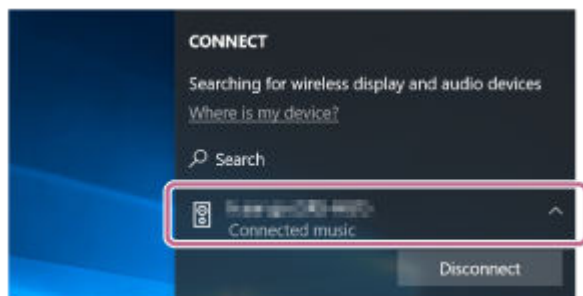 CONNECT
Searching for wireless display and audio devices
Where is my device?
Search
Connected music
Disconnect